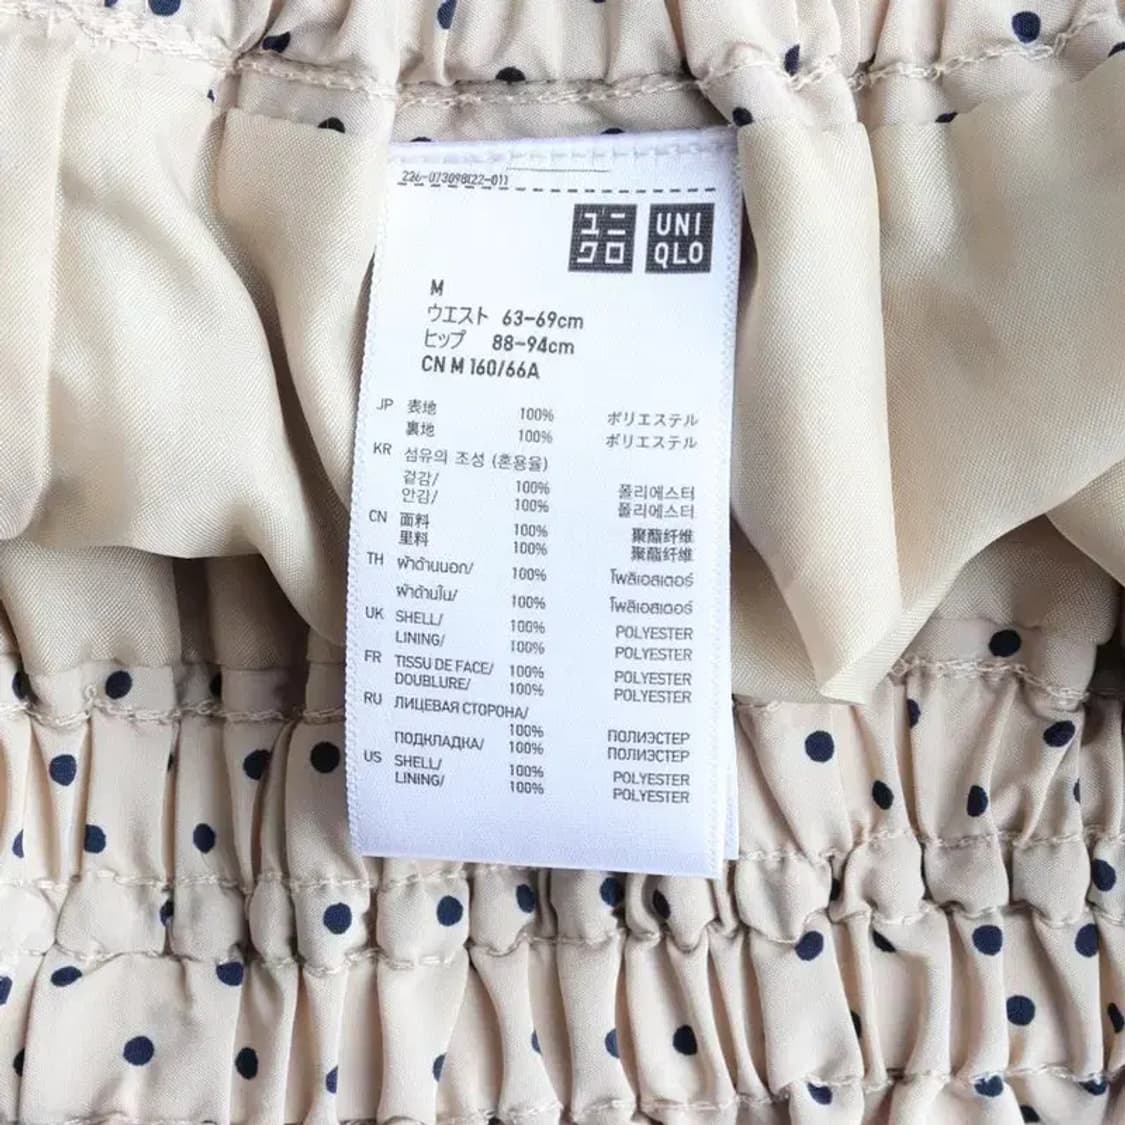 226-073098(22-01)
ユニ
クロ
UNI
QLO
M
ウエスト 63-69cm
ヒップ 88-94cm
CN M 160/66A
JP 表地 100% ポリエステル
裏地 100% ポリエステル
KR 섬유의 조성 (혼용율)
겉감/ 100% 폴리에스터
안감/ 100% 폴리에스터
CN 面料 100% 聚酯纤维
里料 100% 聚酯纤维
TH ผ้าด้านนอก/ 100% โพลิเอสเตอร์
ผ้าด้านใน/ 100% โพลิเอสเตอร์
UK SHELL/ 100% POLYESTER
LINING/ 100% POLYESTER
FR TISSU DE FACE/ 100% POLYESTER
DOUBLURE/ 100% POLYESTER
RU ЛИЦЕВАЯ СТОРОНА/
100% ПОЛИЭСТЕР
ПОДКЛАДКА/ 100% ПОЛИЭСТЕР
US SHELL/ 100% POLYESTER
LINING/ 100% POLYESTER